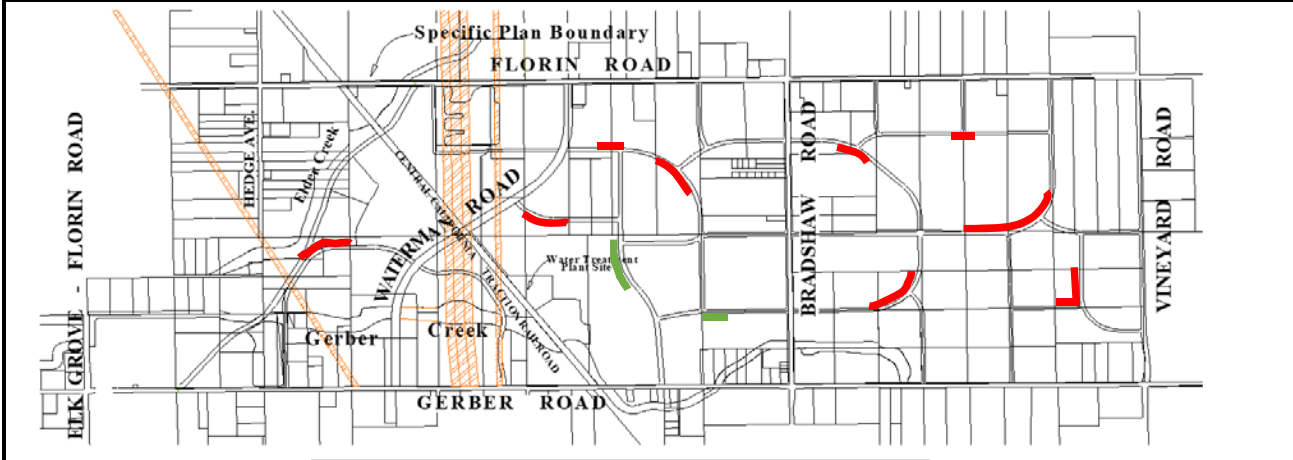 Specific Plan Boundary
FLORIN ROAD
ELK GROVE - FLORIN ROAD
HEDGE AVE.
Elder Creek
CENTRAL CALIFORNIA TRACTION RAILROAD
WATERMAN ROAD
Water Treatment
Plant Site
BRADSHAW ROAD
VINEYARD ROAD
Gerber Creek
GERBER ROAD